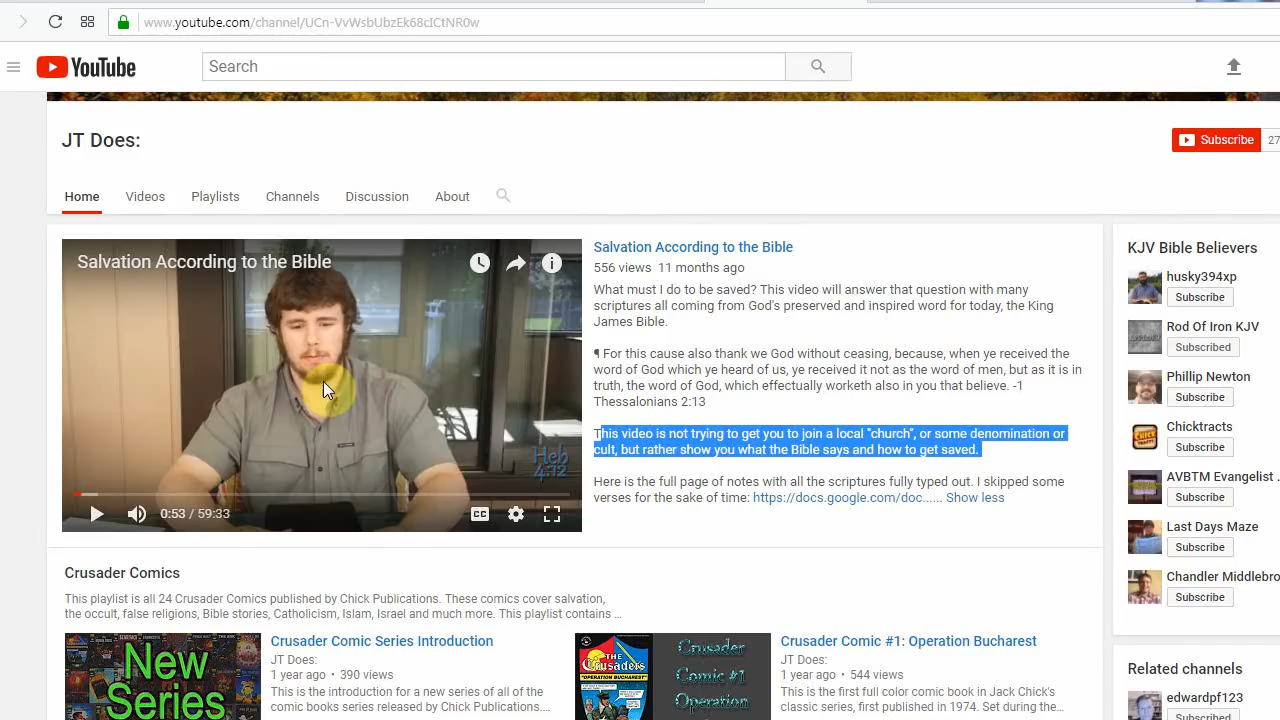 www.youtube.com/channel/UCn-VvWsbUbzEk68cICtNR0w
YouTube
Search
JT Does:
Subscribe 27
Home Videos Playlists Channels Discussion About
Salvation According to the Bible
Heb
4:12
0:53 / 59:33
CC
Salvation According to the Bible
556 views 11 months ago
What must I do to be saved? This video will answer that question with many
scriptures all coming from God's preserved and inspired word for today, the King
James Bible.
¶ For this cause also thank we God without ceasing, because, when ye received the
word of God which ye heard of us, ye received it not as the word of men, but as it is in
truth, the word of God, which effectually worketh also in you that believe. -1
Thessalonians 2:13
This video is not trying to get you to join a local "church", or some denomination or
cult, but rather show you what the Bible says and how to get saved.
Here is the full page of notes with all the scriptures fully typed out. I skipped some
verses for the sake of time: https://docs.google.com/doc...... Show less
KJV Bible Believers
husky394xp
Subscribe
Rod Of Iron KJV
Subscribed
Phillip Newton
Subscribe
Chicktracts
Subscribe
AVBTM Evangelist .
Subscribe
Last Days Maze
Subscribe
Chandler Middlebro
Subscribe
Related channels
edwardpf123
Subscribed
Crusader Comics
This playlist is all 24 Crusader Comics published by Chick Publications. These comics cover salvation,
the occult, false religions, Bible stories, Catholicism, Islam, Israel and much more. This playlist contains ...
New
Series
Crusader Comic Series Introduction
JT Does:
1 year ago • 390 views
This is the introduction for a new series of all of the
comic books series released by Chick Publications....
THE
CRUSADERS
"OPERATION BUCHAREST"
Crusader
Comic #1
Operation
Crusader Comic #1: Operation Bucharest
JT Does:
1 year ago • 544 views
This is the first full color comic book in Jack Chick's
classic series, first published in 1974. Set during the...